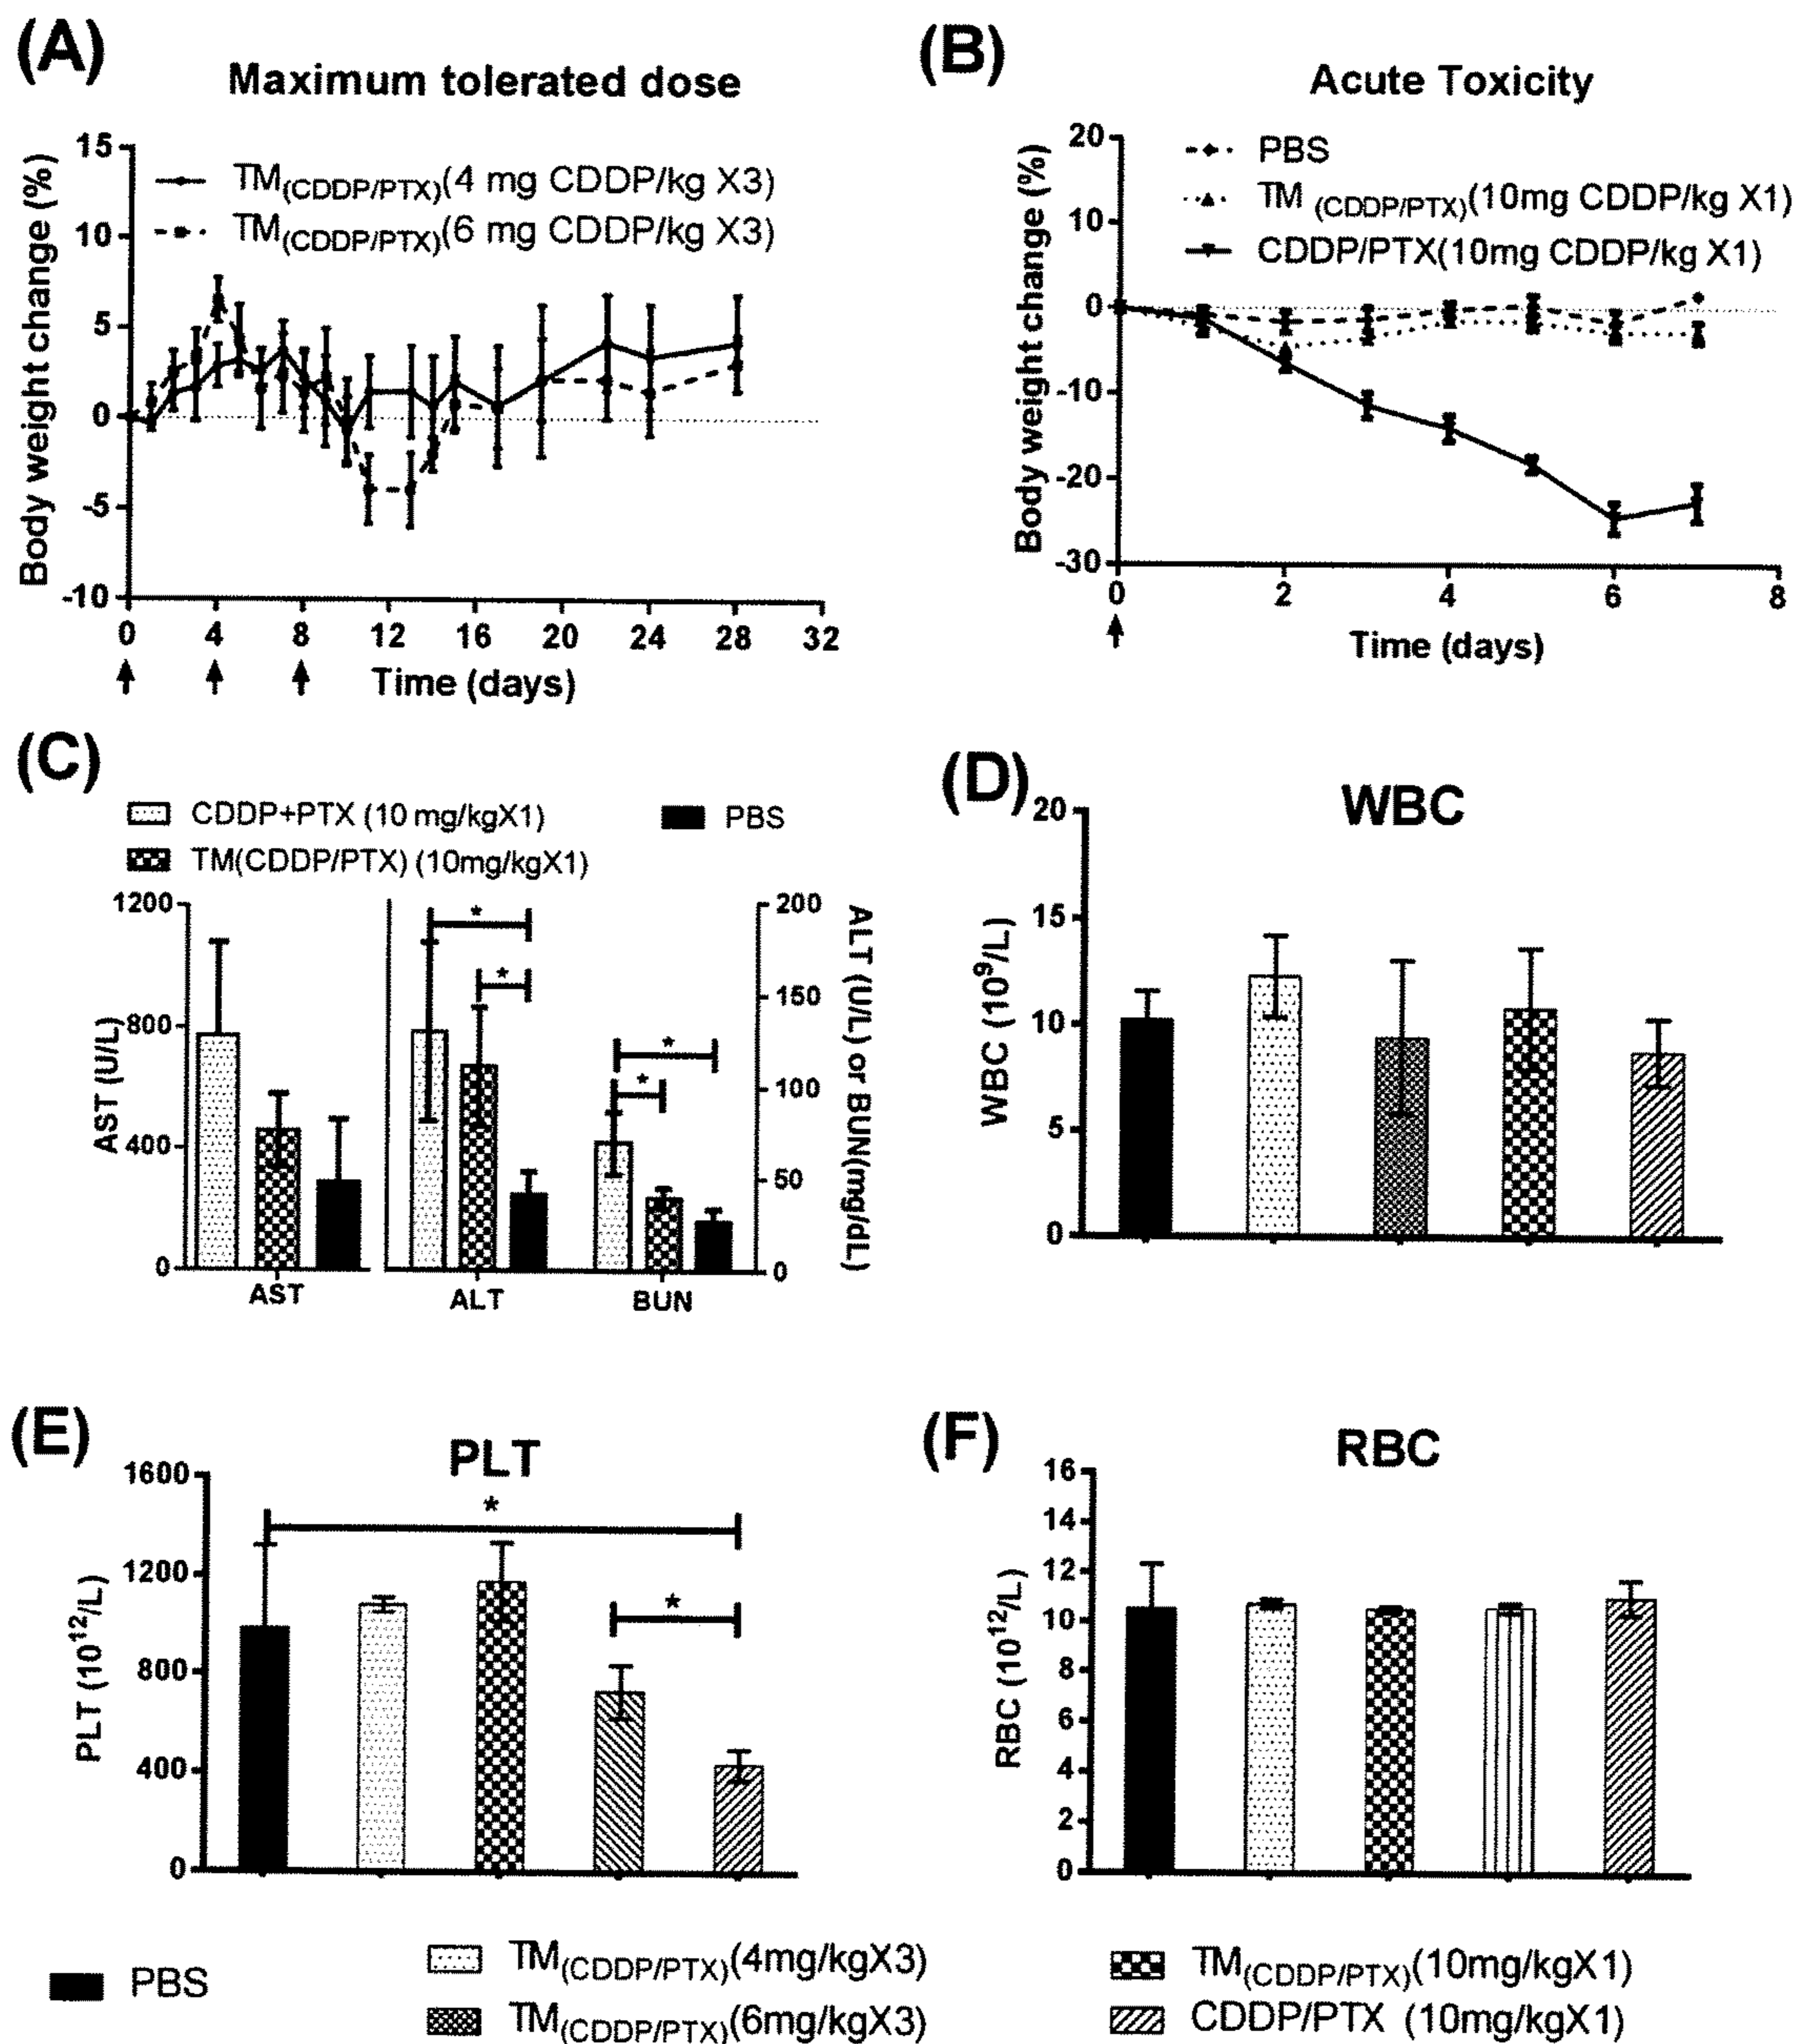 (A)
Maximum tolerated dose
TM(CDDP/PTX)(4 mg CDDP/kg X3)
TM(CDDP/PTX)(6 mg CDDP/kg X3)
Body weight change (%)
15
10
5
0
-5
-10
0 4 8 12 16 20 24 28 32
Time (days)
(B)
Acute Toxicity
PBS
TM (CDDP/PTX)(10mg CDDP/kg X1)
CDDP/PTX(10mg CDDP/kg X1)
Body weight change (%)
20
10
0
-10
-20
-30
0 2 4 6 8
Time (days)
(C)
CDDP+PTX (10 mg/kgX1)
PBS
TM(CDDP/PTX) (10mg/kgX1)
AST (U/L)
1200
800
400
0
* * * *
200
150
100
50
0
ALT (U/L) or BUN(mg/dL)
AST ALT BUN
(D)
WBC
WBC (10⁹/L)
20
15
10
5
0
(E)
PLT
PLT (10¹²/L)
1600
1200
800
400
0
*
*
(F)
RBC
RBC (10¹²/L)
16
14
12
10
8
6
4
2
0
PBS
TM(CDDP/PTX)(4mg/kgX3)
TM(CDDP/PTX)(6mg/kgX3)
TM(CDDP/PTX)(10mg/kgX1)
CDDP/PTX (10mg/kgX1)